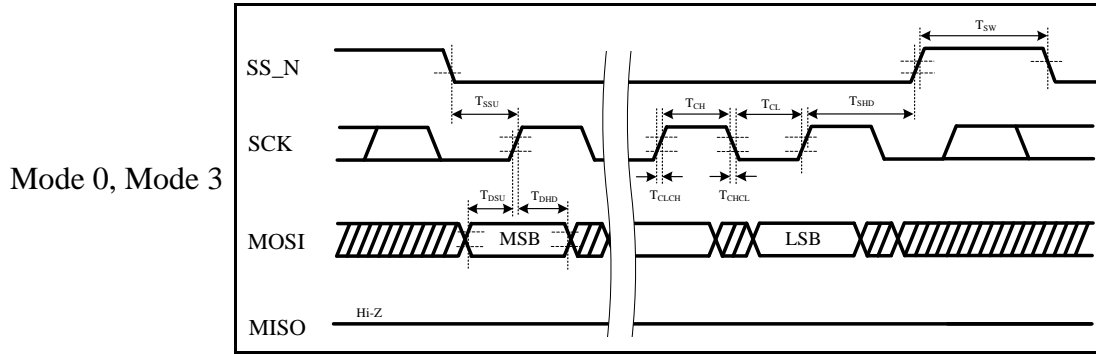 T_SW
SS_N
T_SSU
T_CH
T_CL
T_SHD
SCK
Mode 0, Mode 3
T_CLCH
T_CHCL
T_DSU
T_DHD
MOSI
MSB
LSB
Hi-Z
MISO